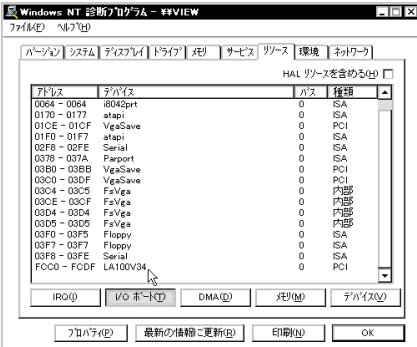 Windows NT 診断ﾌﾟﾛｸﾞﾗﾑ - ¥¥VIEW
ﾌｧｲﾙ(F) ﾍﾙﾌﾟ(H)
ﾊﾞｰｼﾞｮﾝ ｼｽﾃﾑ ﾃﾞｨｽﾌﾟﾚｲ ﾄﾞﾗｲﾌﾞ ﾒﾓﾘ ｻｰﾋﾞｽ ﾘｿｰｽ 環境 ﾈｯﾄﾜｰｸ
HAL ﾘｿｰｽを含める(H)
ｱﾄﾞﾚｽ ﾃﾞﾊﾞｲｽ ﾊﾞｽ 種類
0064 - 0064 i8042prt 0 ISA
0170 - 0177 atapi 0 ISA
01CE - 01CF VgaSave 0 PCI
01F0 - 01F7 atapi 0 ISA
02F8 - 02FE Serial 0 ISA
0378 - 037A Parport 0 ISA
03B0 - 03BB VgaSave 0 PCI
03C0 - 03DF VgaSave 0 PCI
03C4 - 03C5 FsVga 0 内部
03CE - 03CF FsVga 0 内部
03D4 - 03D4 FsVga 0 内部
03D5 - 03D5 FsVga 0 内部
03F0 - 03F5 Floppy 0 ISA
03F7 - 03F7 Floppy 0 ISA
03F8 - 03FE Serial 0 ISA
FCC0 - FCDF LA100V34 0 PCI
IRQ(I) I/O ﾎﾟｰﾄ(T) DMA(D) ﾒﾓﾘ(M) ﾃﾞﾊﾞｲｽ(V)
ﾌﾟﾛﾊﾟﾃｨ(P) 最新の情報に更新(R) 印刷(N) OK